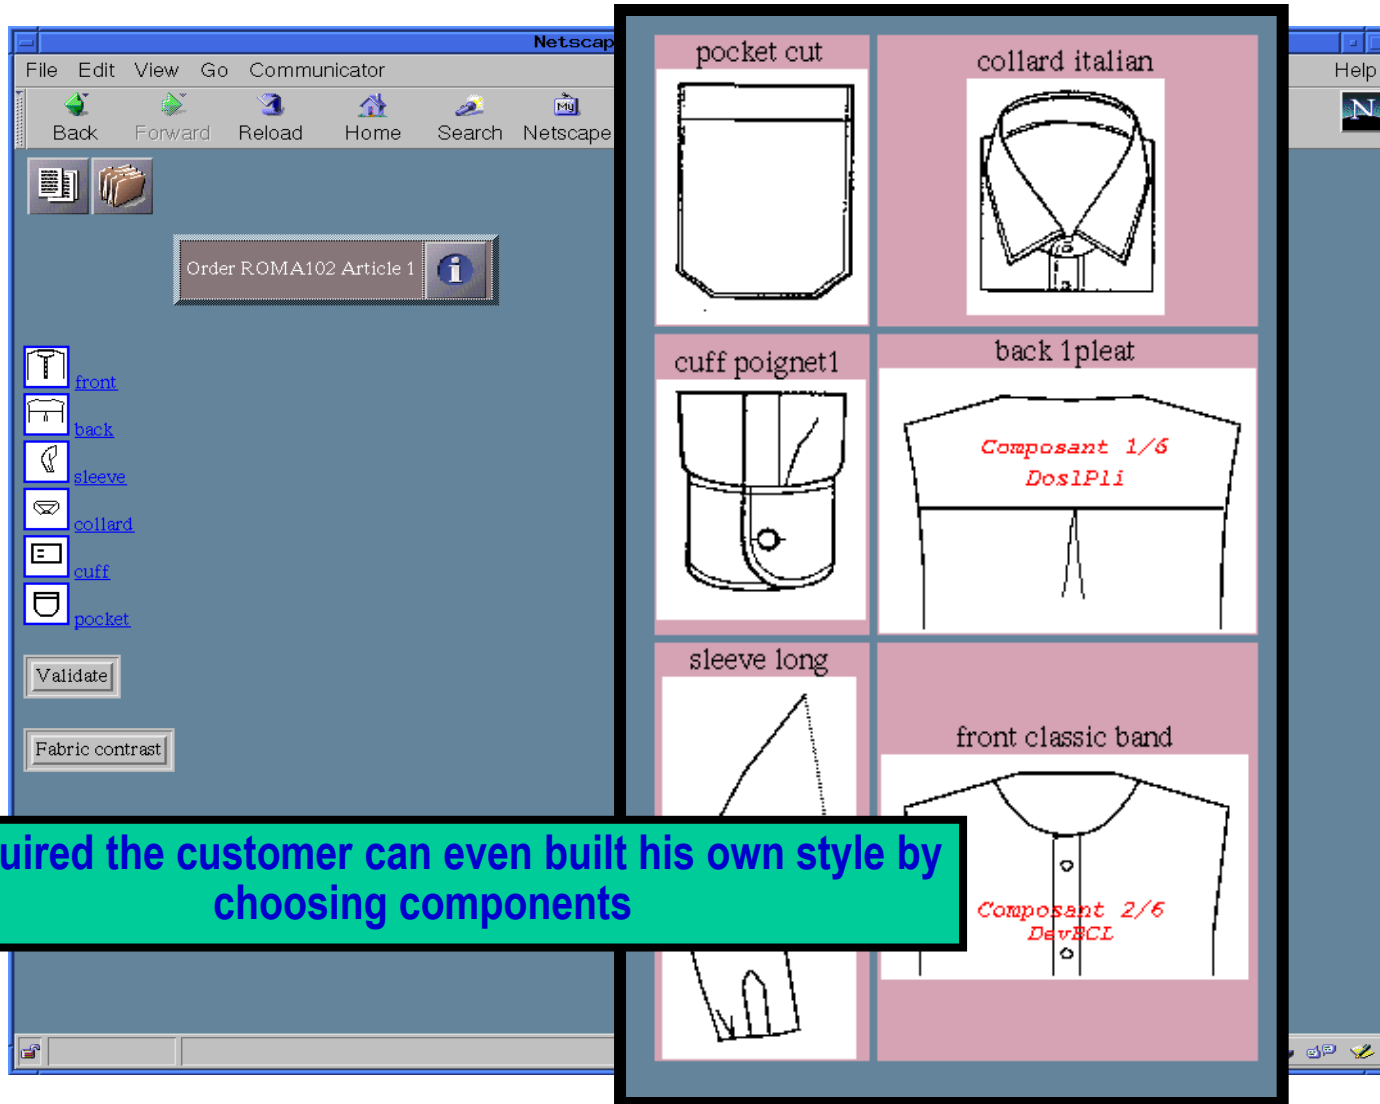 Netscap
File Edit View Go Communicator
Help
Back Forward Reload Home Search Netscape
My
N
Order ROMA102 Article 1
i
front
back
sleeve
collard
cuff
pocket
Validate
Fabric contrast
pocket cut
collard italian
cuff poignet1
back 1pleat
Composant 1/6
Dos1Pli
sleeve long
front classic band
Composant 2/6
DevBCL
uired the customer can even built his own style by
choosing components